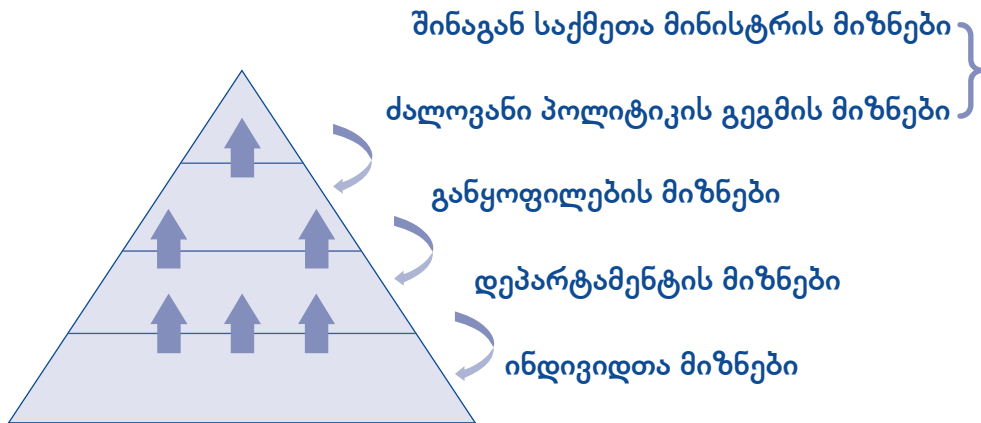 შინაგან საქმეთა მინისტრის მიზნები
ძალოვანი პოლიტიკის გეგმის მიზნები
განყოფილების მიზნები
დეპარტამენტის მიზნები
ინდივიდთა მიზნები